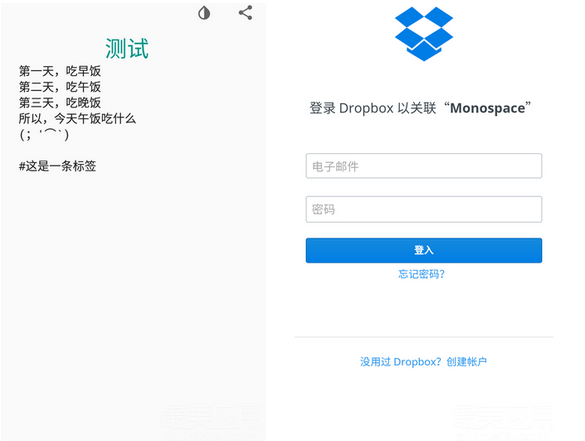 测试
第一天，吃早饭
第二天，吃午饭
第三天，吃晚饭
所以，今天午饭吃什么
(；′⌒`)
#这是一条标签
登录 Dropbox 以关联“Monospace”
电子邮件
密码
登入
忘记密码？
没用过 Dropbox？创建帐户